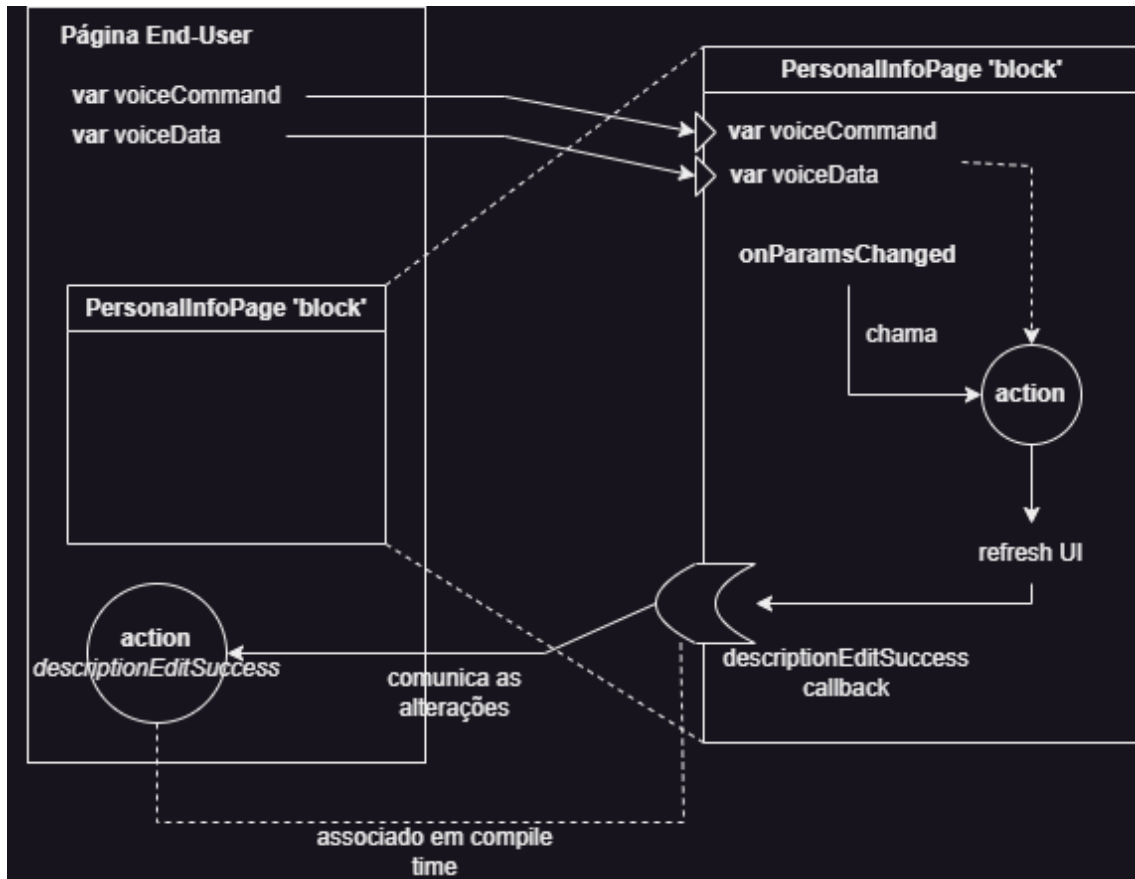 Página End-User
var voiceCommand
var voiceData
PersonalInfoPage 'block'
action
descriptionEditSuccess
comunica as
alterações
associado em compile
time
PersonalInfoPage 'block'
var voiceCommand
var voiceData
onParamsChanged
chama
action
refresh UI
descriptionEditSuccess
callback